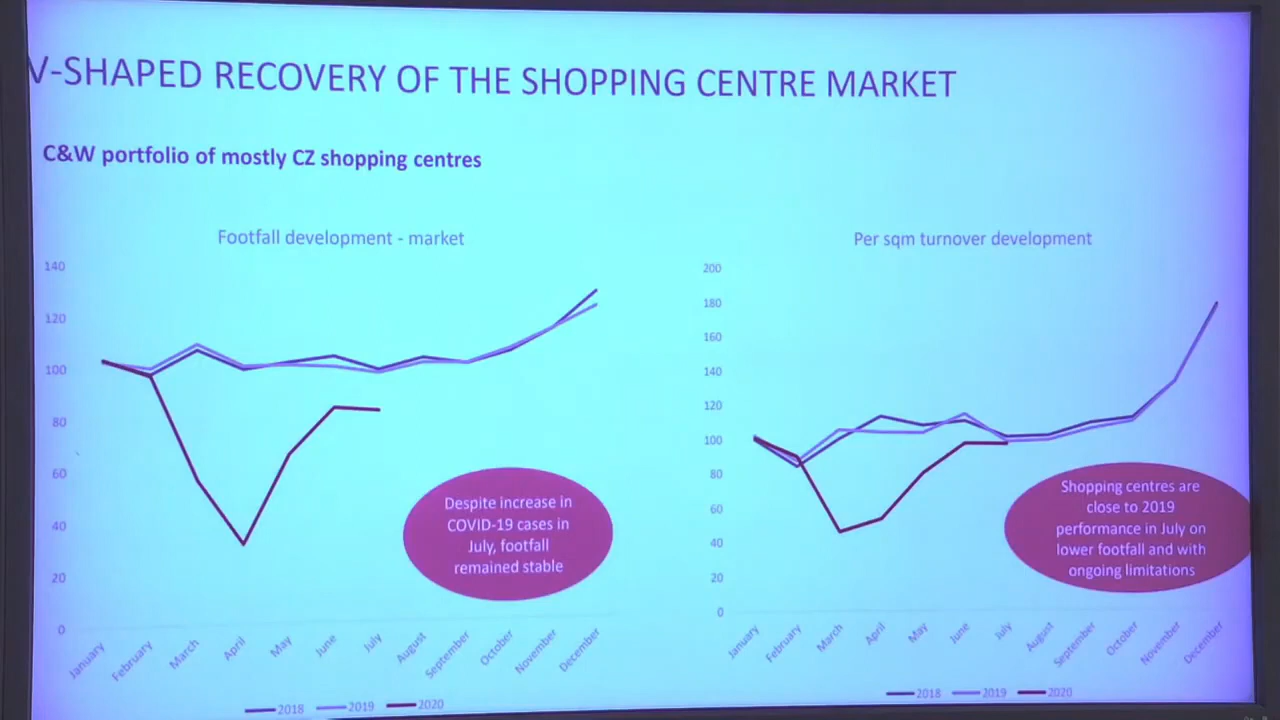 V-SHAPED RECOVERY OF THE SHOPPING CENTRE MARKET
C&W portfolio of mostly CZ shopping centres
Footfall development - market
140
120
100
80
60
40
20
0
January
February
March
April
May
June
July
August
September
October
November
December
2018
2019
2020
Despite increase in
COVID-19 cases in
July, footfall
remained stable
Per sqm turnover development
200
180
160
140
120
100
80
60
40
20
0
January
February
March
April
May
June
July
August
September
October
November
December
2018
2019
2020
Shopping centres are
close to 2019
performance in July on
lower footfall and with
ongoing limitations